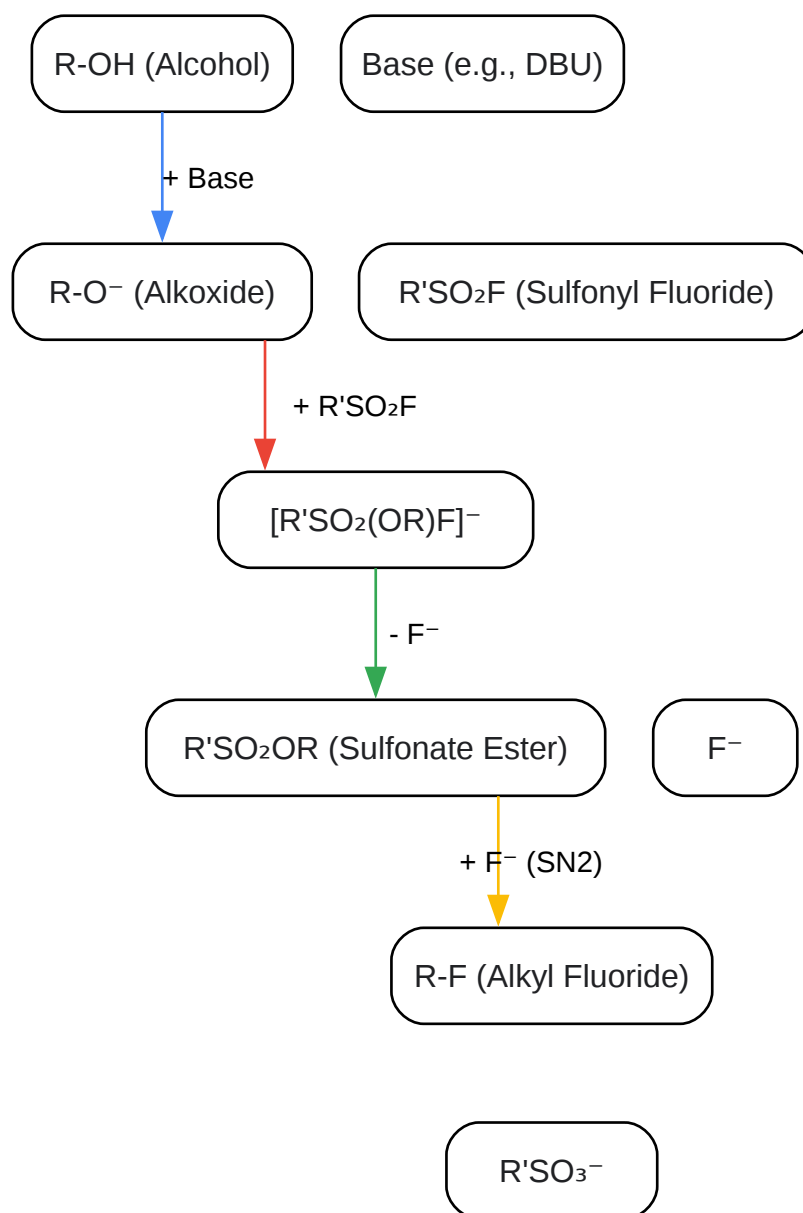 R-OH (Alcohol)
Base (e.g., DBU)
+ Base
R-O⁻ (Alkoxide)
R'SO₂F (Sulfonyl Fluoride)
+ R'SO₂F
[R'SO₂(OR)F]⁻
- F⁻
R'SO₂OR (Sulfonate Ester)
F⁻
+ F⁻ (SN2)
R-F (Alkyl Fluoride)
R'SO₃⁻